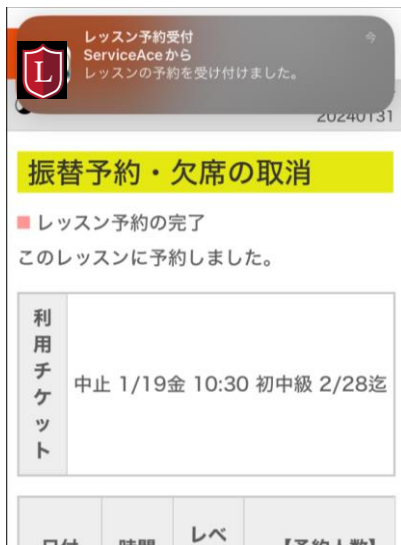 レッスン予約受付
今
ServiceAceから
レッスンの予約を受け付けました。
L
20240131
振替予約・欠席の取消
■レッスン予約の完了
このレッスンに予約しました。
利用チケット
中止 1/19金 10:30 初中級 2/28迄
日付 時間 レベ 【予約人数】